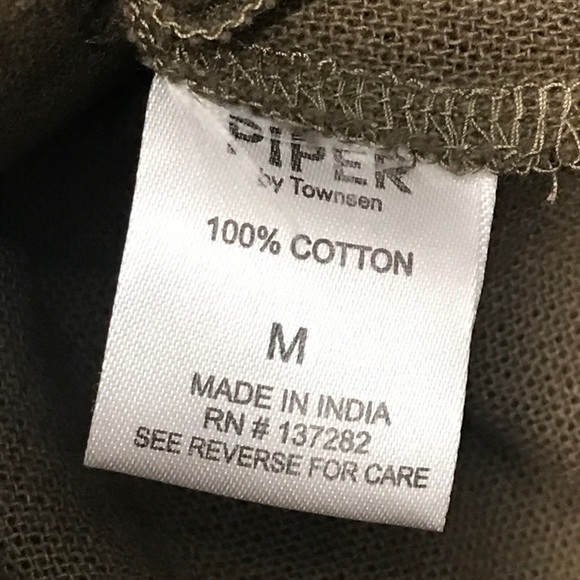 PIPER
by Townsen
100% COTTON
M
MADE IN INDIA
RN # 137282
SEE REVERSE FOR CARE